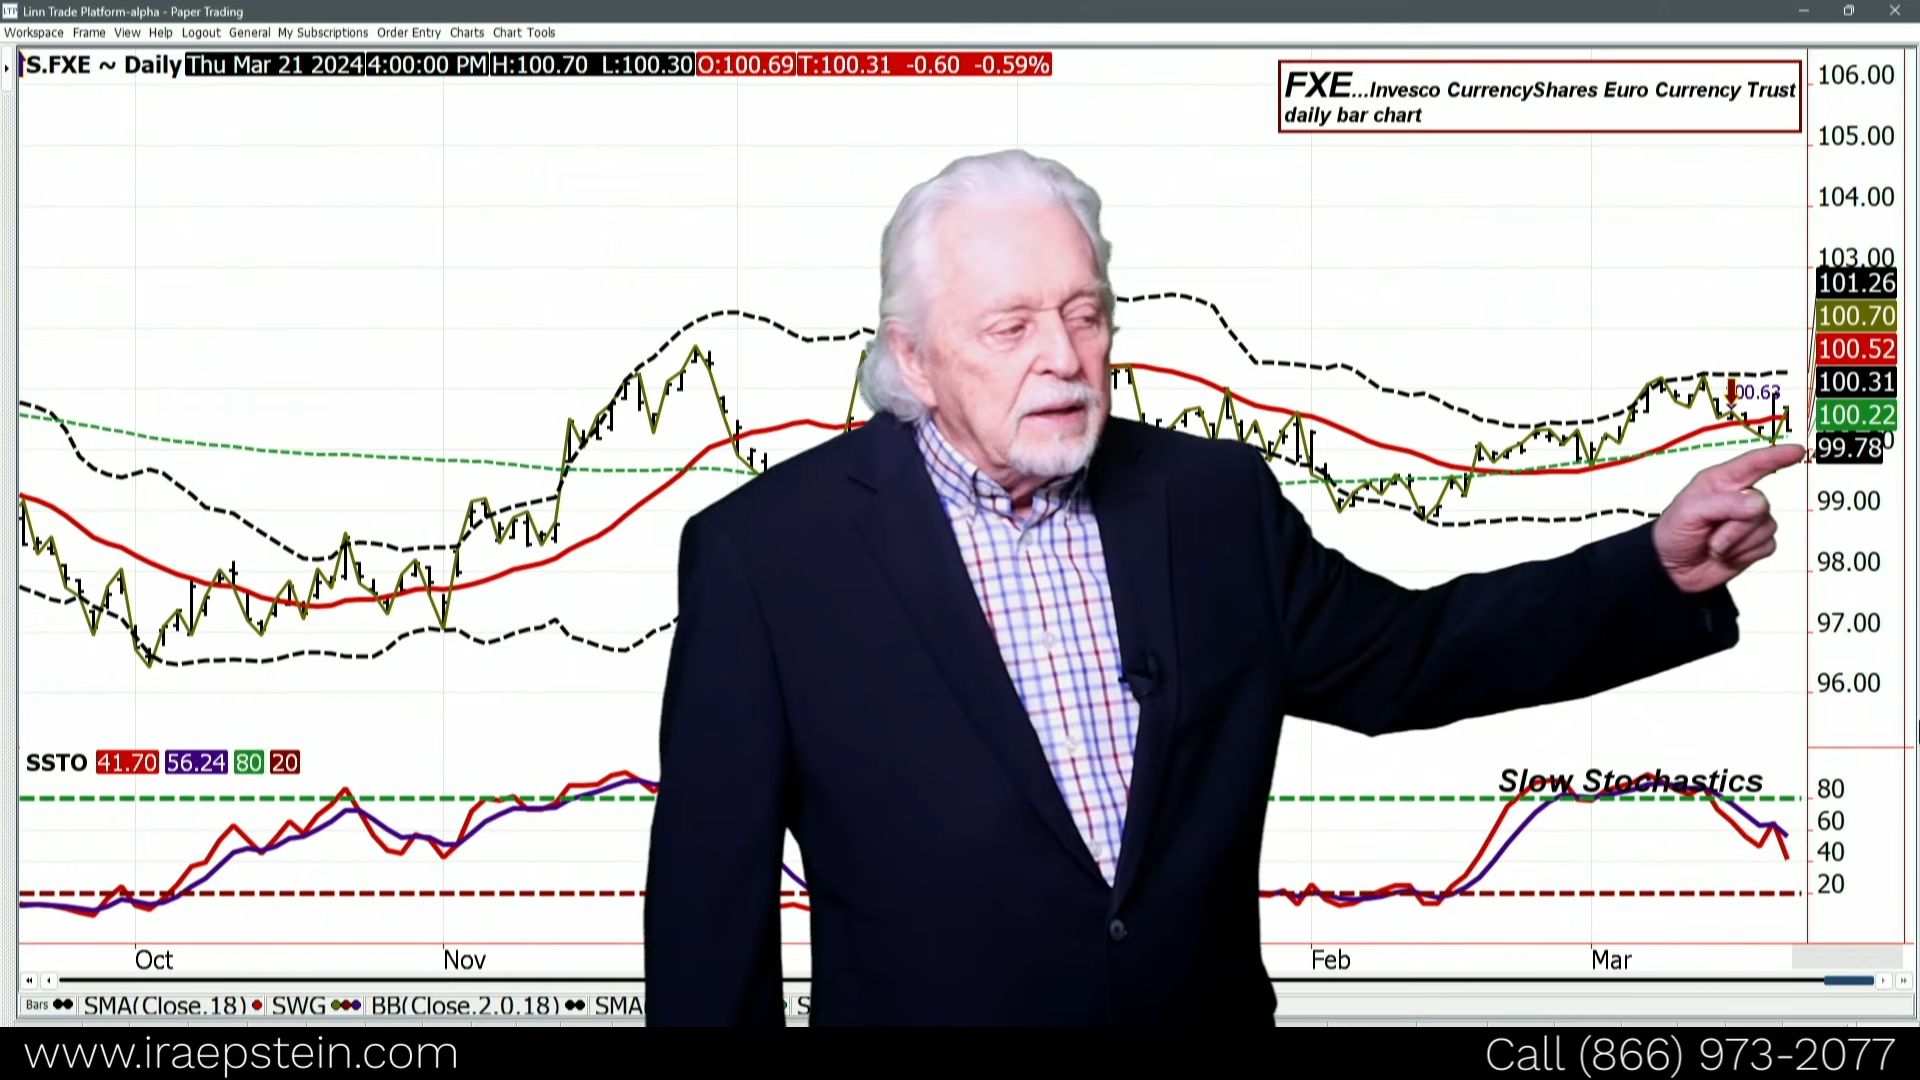 LTP Linn Trade Platform-alpha - Paper Trading
Workspace Frame View Help Logout General My Subscriptions Order Entry Charts Chart Tools
S.FXE ~ Daily Thu Mar 21 2024 4:00:00 PM H:100.70 L:100.30 O:100.69 T:100.31 -0.60 -0.59%
FXE...Invesco CurrencyShares Euro Currency Trust
daily bar chart
106.00
105.00
104.00
103.00
101.26
100.70
100.52
100.31
100.22
99.78
99.00
98.00
97.00
96.00
SSTO 41.70 56.24 80 20
Slow Stochastics
80
60
40
20
Oct Nov Feb Mar
Bars SMA(Close.18) SWG BB(Close.2.0.18) SMA
www.iraepstein.com
Call (866) 973-2077